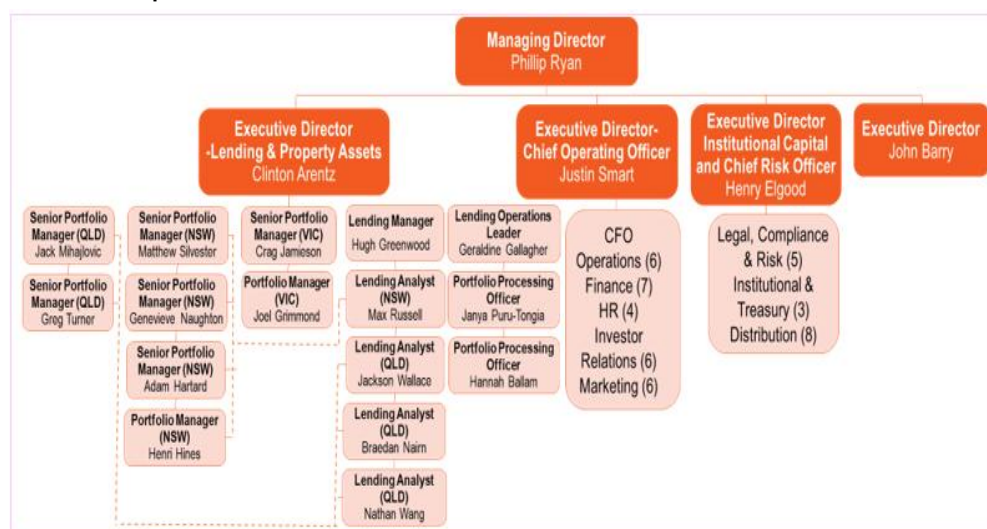 Managing Director
Phillip Ryan
Executive Director
-Lending & Property Assets
Clinton Arentz
Executive Director-
Chief Operating Officer
Justin Smart
Executive Director
Institutional Capital
and Chief Risk Officer
Henry Elgood
Executive Director
John Barry
Senior Portfolio
Manager (QLD)
Jack Mihajlovic
Senior Portfolio
Manager (QLD)
Greg Turner
Senior Portfolio
Manager (NSW)
Matthew Silvester
Senior Portfolio
Manager (NSW)
Genevieve Naughton
Senior Portfolio
Manager (NSW)
Adam Hartard
Portfolio Manager
(NSW)
Henri Hines
Senior Portfolio
Manager (VIC)
Crag Jamieson
Portfolio Manager
(VIC)
Joel Grimmond
Lending Manager
Hugh Greenwood
Lending Analyst
(NSW)
Max Russell
Lending Analyst
(QLD)
Jackson Wallace
Lending Analyst
(QLD)
Braedan Nairn
Lending Analyst
(QLD)
Nathan Wang
Lending Operations
Leader
Geraldine Gallagher
Portfolio Processing
Officer
Janya Puru-Tongia
Portfolio Processing
Officer
Hannah Ballam
CFO
Operations (6)
Finance (7)
HR (4)
Investor
Relations (6)
Marketing (6)
Legal, Compliance
& Risk (5)
Institutional &
Treasury (3)
Distribution (8)